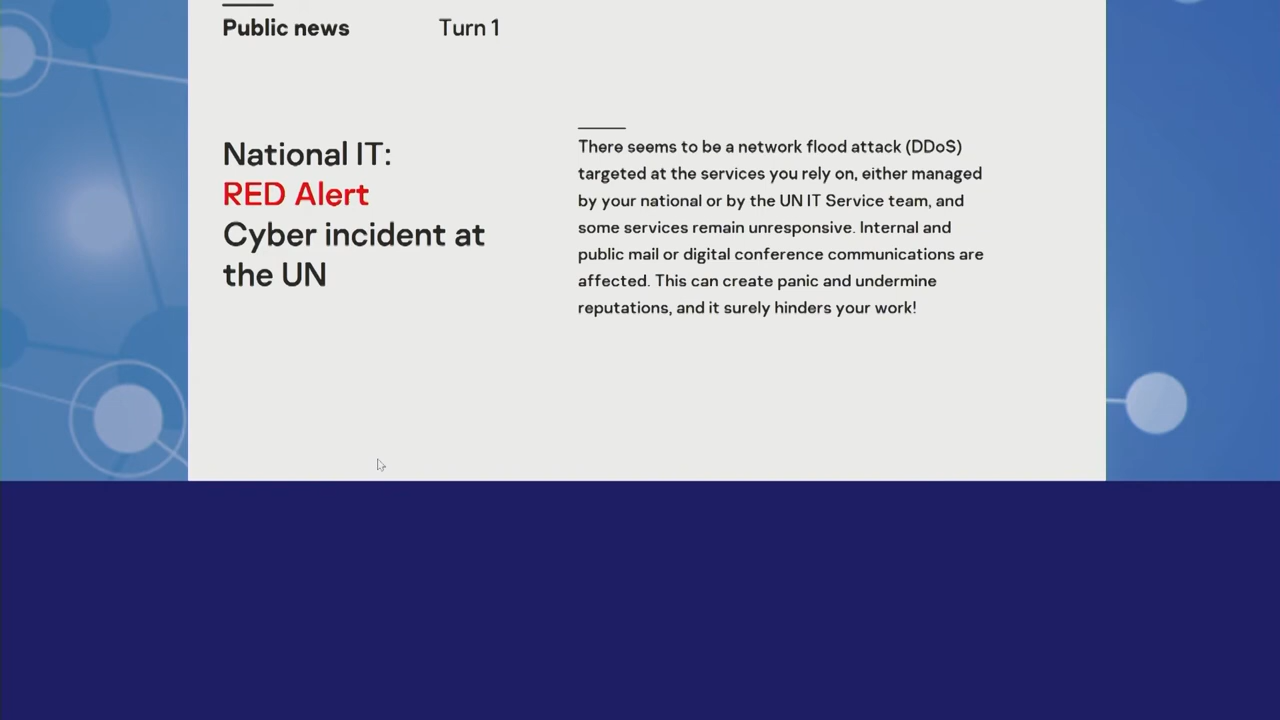 Public news
Turn 1
National IT:
RED Alert
Cyber incident at
the UN
There seems to be a network flood attack (DDoS)
targeted at the services you rely on, either managed
by your national or by the UN IT Service team, and
some services remain unresponsive. Internal and
public mail or digital conference communications are
affected. This can create panic and undermine
reputations, and it surely hinders your work!